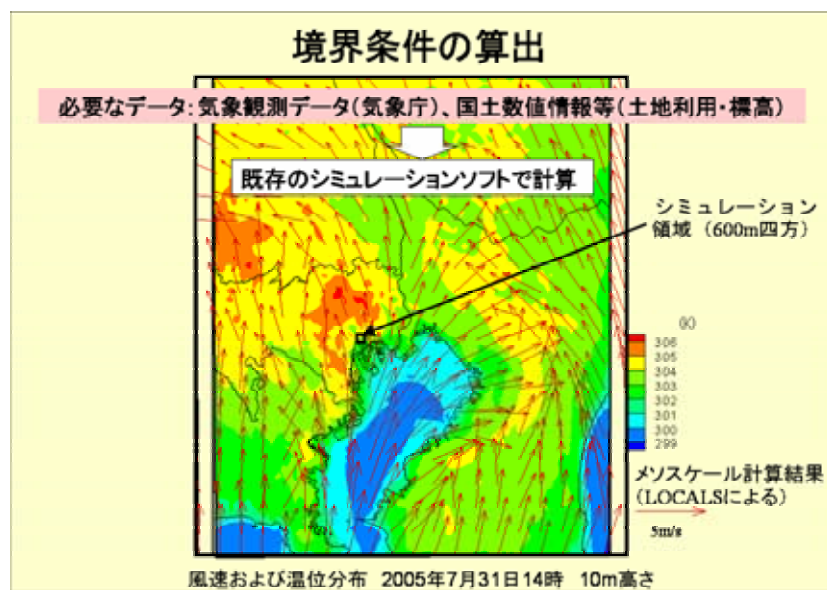 境界条件の算出
必要なデータ：気象観測データ（気象庁）、国土数値情報等（土地利用・標高）
既存のシミュレーションソフトで計算
シミュレーション
領域（600m四方）
(K)
306
305
304
303
302
301
300
299
メソスケール計算結果
（LOCALSによる）
5m/s
風速および温位分布 2005年7月31日14時 10m高さ